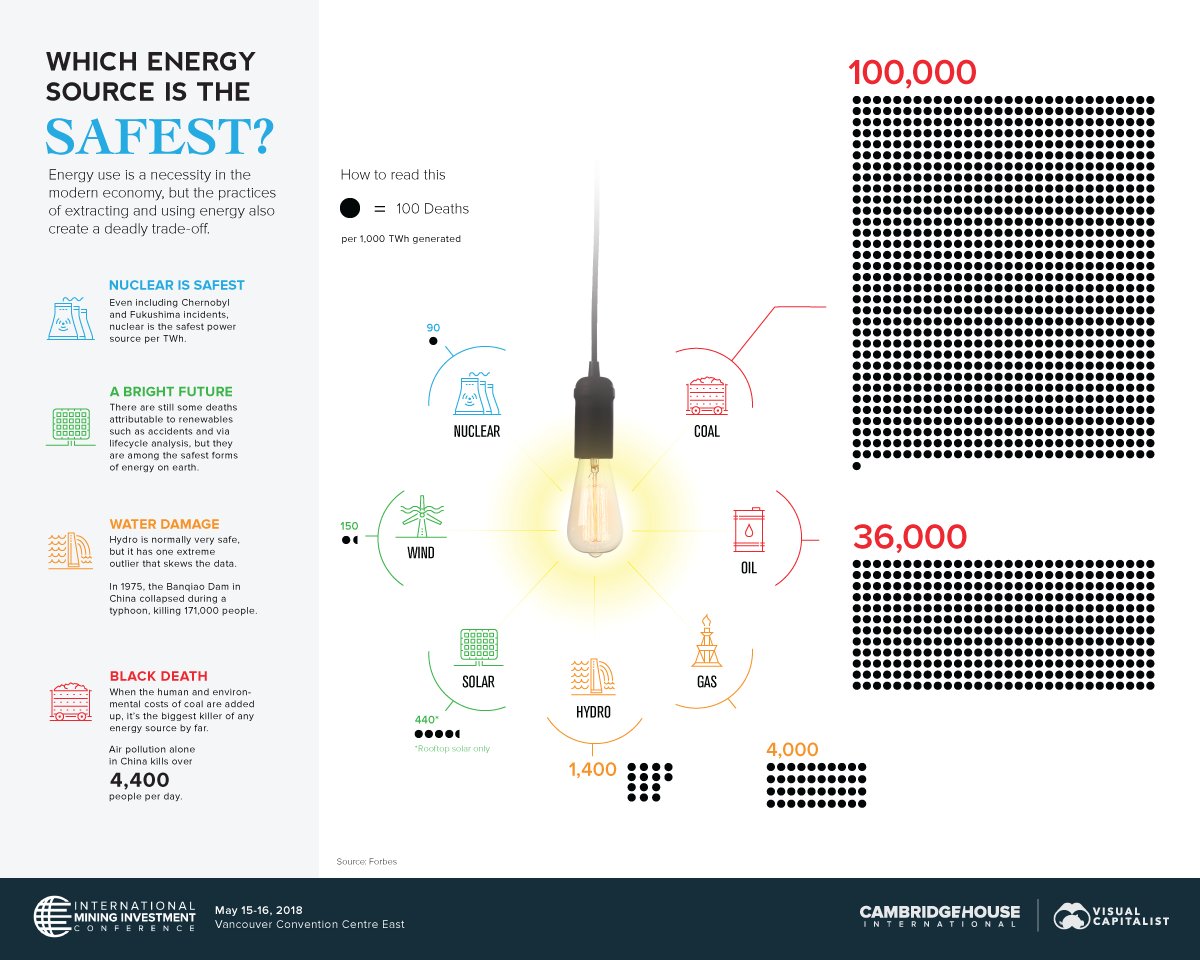 WHICH ENERGY
SOURCE IS THE
SAFEST?
Energy use is a necessity in the
modern economy, but the practices
of extracting and using energy also
create a deadly trade-off.
NUCLEAR IS SAFEST
Even including Chernobyl
and Fukushima incidents,
nuclear is the safest power
source per TWh.
A BRIGHT FUTURE
There are still some deaths
attributable to renewables
such as accidents and via
lifecycle analysis, but they
are among the safest forms
of energy on earth.
WATER DAMAGE
Hydro is normally very safe,
but it has one extreme
outlier that skews the data.
In 1975, the Banqiao Dam in
China collapsed during a
typhoon, killing 171,000 people.
BLACK DEATH
When the human and environ-
mental costs of coal are added
up, it's the biggest killer of any
energy source by far.
Air pollution alone
in China kills over
4,400
people per day.
How to read this
= 100 Deaths
per 1,000 TWh generated
90
NUCLEAR
150
WIND
SOLAR
440*
*Rooftop solar only
HYDRO
1,400
GAS
4,000
OIL
36,000
COAL
100,000
Source: Forbes
INTERNATIONAL
MINING INVESTMENT
CONFERENCE
May 15-16, 2018
Vancouver Convention Centre East
CAMBRIDGEHOUSE
INTERNATIONAL
VISUAL
CAPITALIST